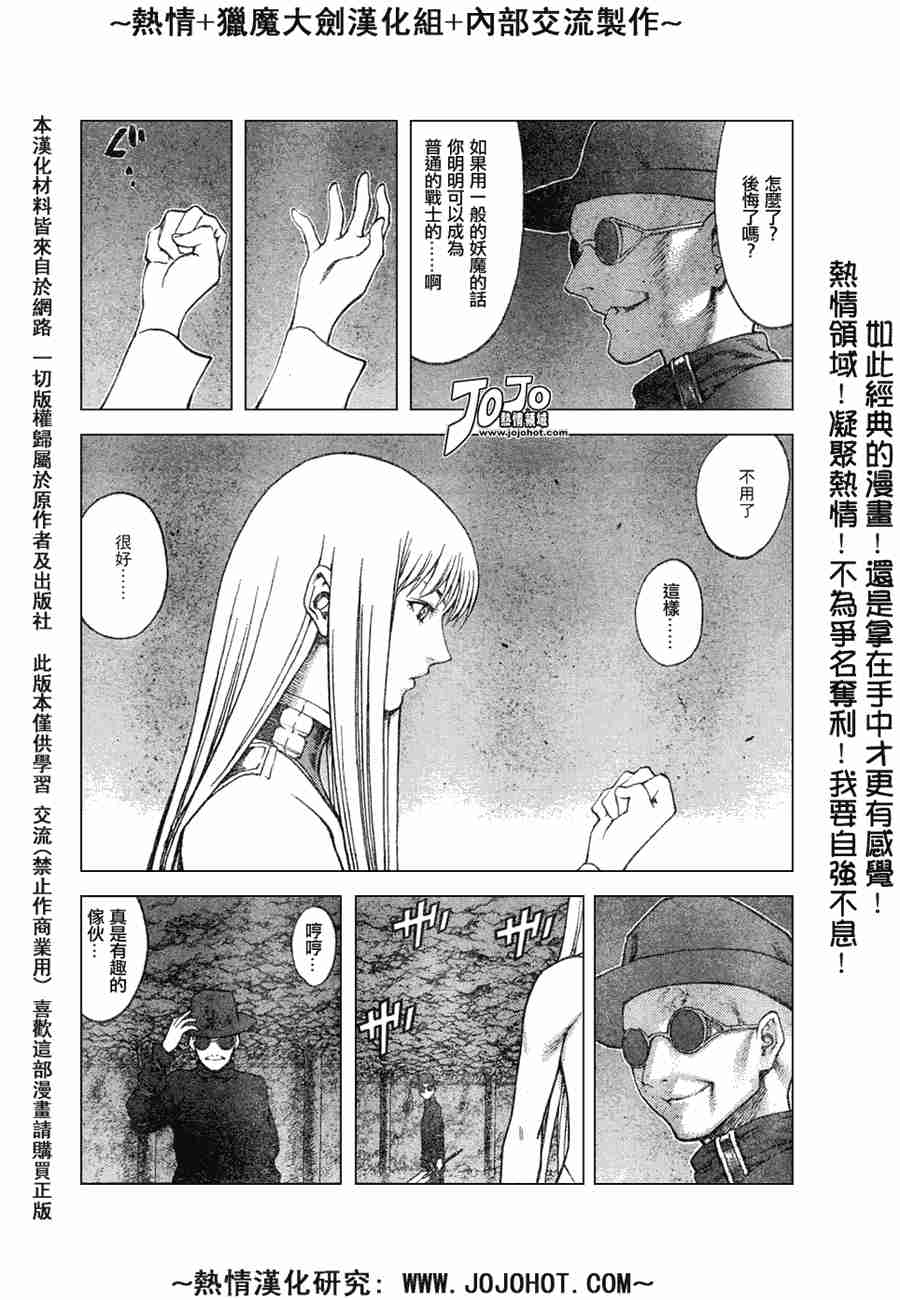 ~熱情+獵魔大劍漢化組+內部交流製作~
怎麼了?
後悔了嗎?
如果用一般的妖魔的話
你明明可以成為
普通的戰士的……啊
JOJO
熱情領域
www.jojohot.com
不用了
這樣……
很好……
哼哼…
真是有趣的
傢伙…
如此經典的漫畫!還是拿在手中才更有感覺!
熱情領域!凝聚熱情!不為爭名奪利!我要自強不息!
本漢化材料皆來自於網路 一切版權歸屬於原作者及出版社 此版本僅供學習 交流(禁止作商業用) 喜歡這部漫畫請購買正版
~熱情漢化研究: WWW.JOJOHOT.COM~